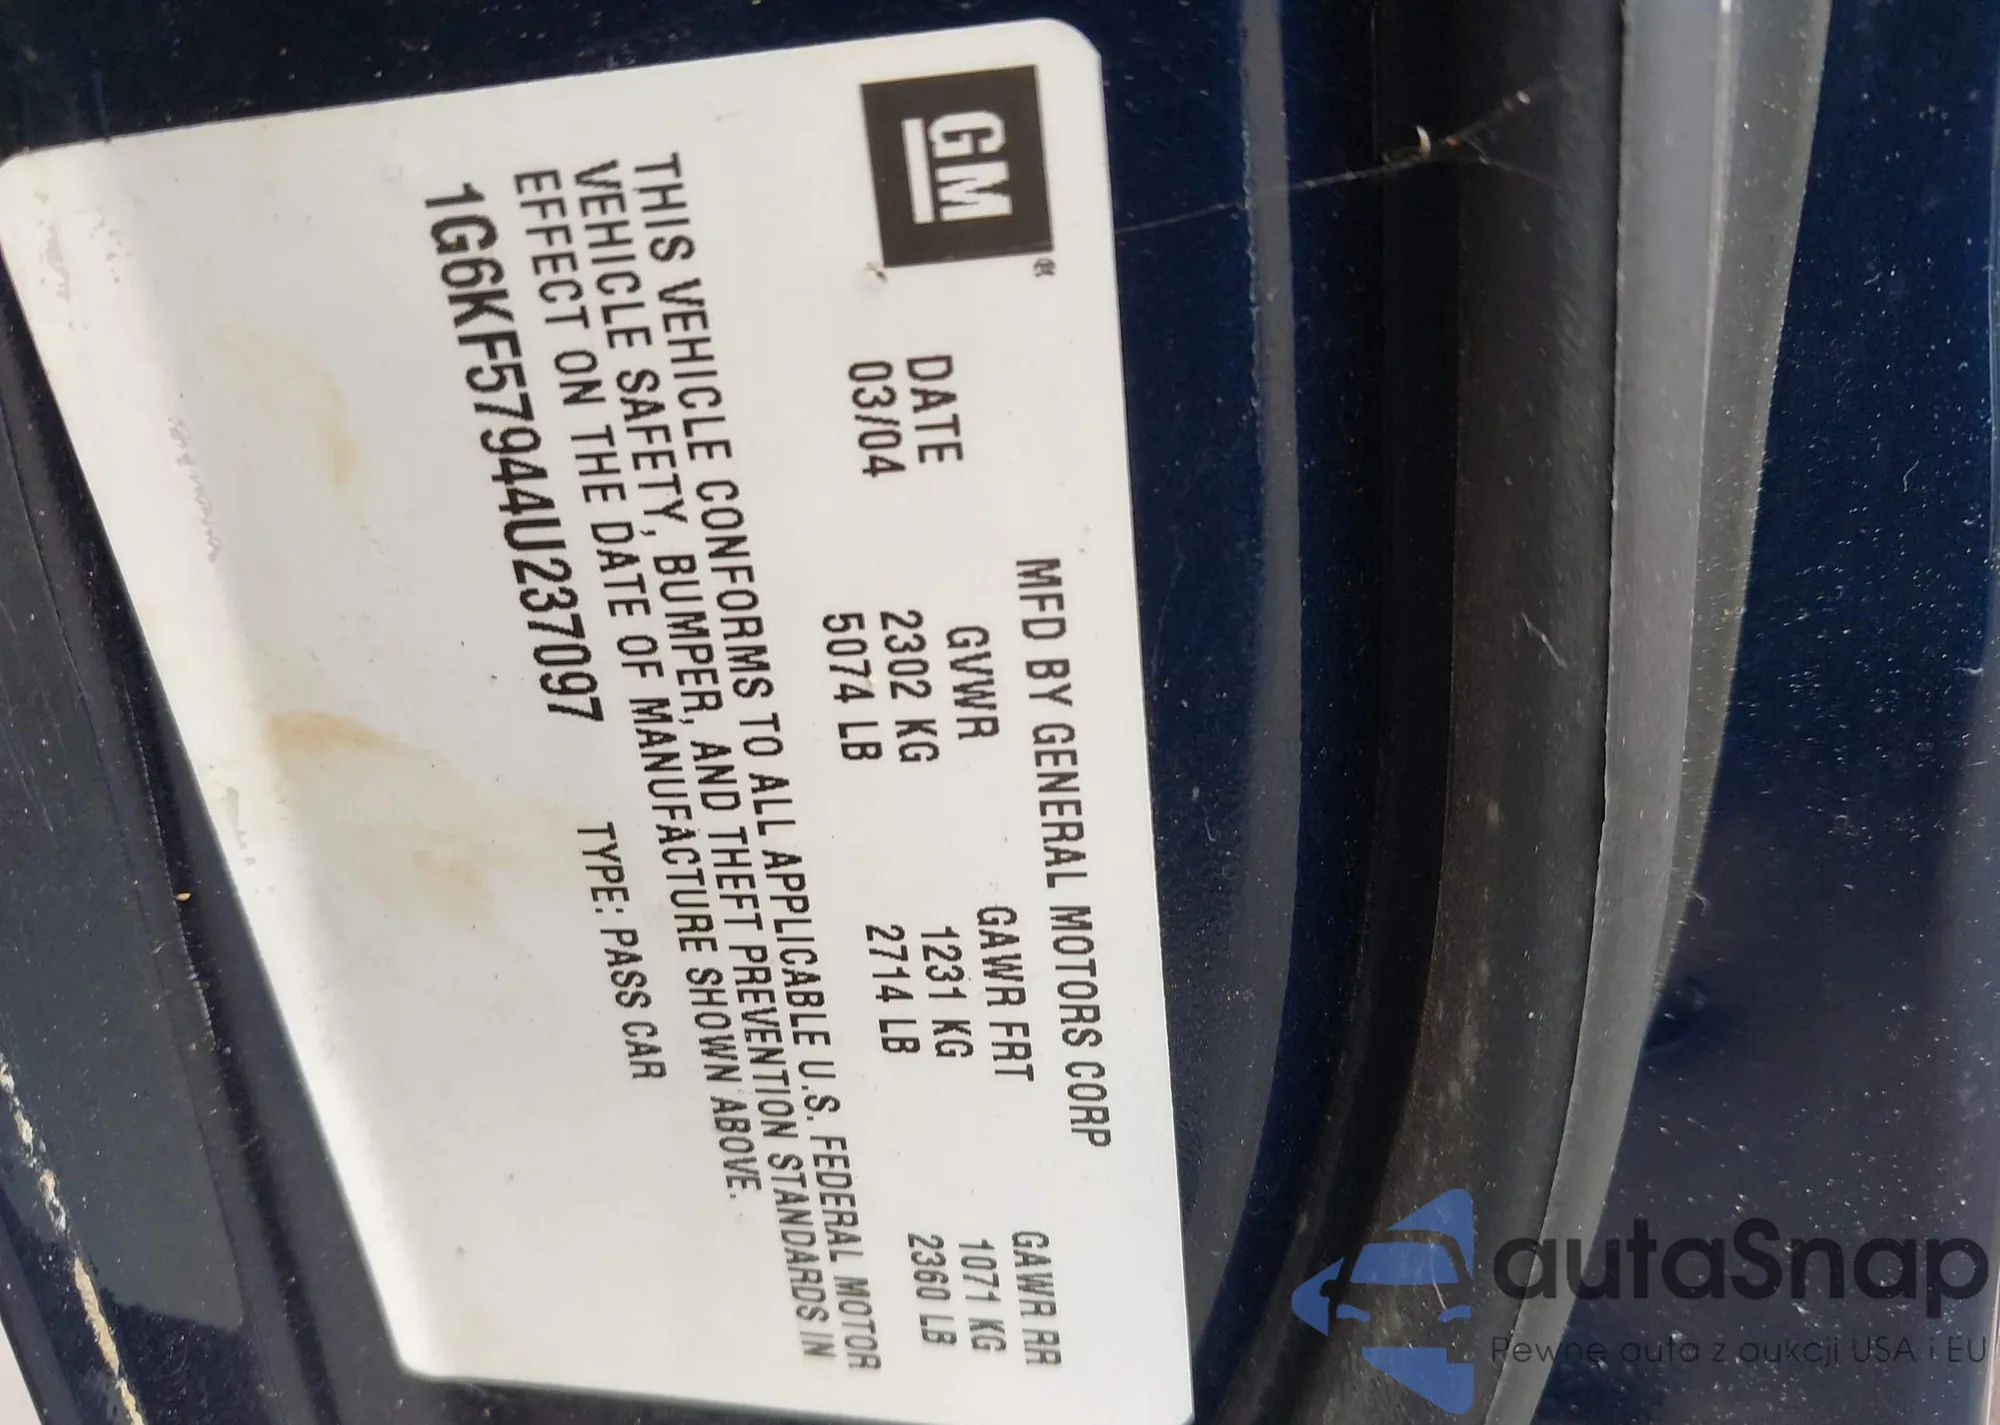 GM®
MFD BY GENERAL MOTORS CORP
DATE GVWR GAWR FRT GAWR RR
03/04 2302 KG 1231 KG 1071 KG
5074 LB 2714 LB 2360 LB
THIS VEHICLE CONFORMS TO ALL APPLICABLE U.S. FEDERAL MOTOR
VEHICLE SAFETY, BUMPER, AND THEFT PREVENTION STANDARDS IN
EFFECT ON THE DATE OF MANUFACTURE SHOWN ABOVE.
1G6KF57944U237097 TYPE: PASS CAR
autaSnap
Pewne auta z aukcji USA i EU